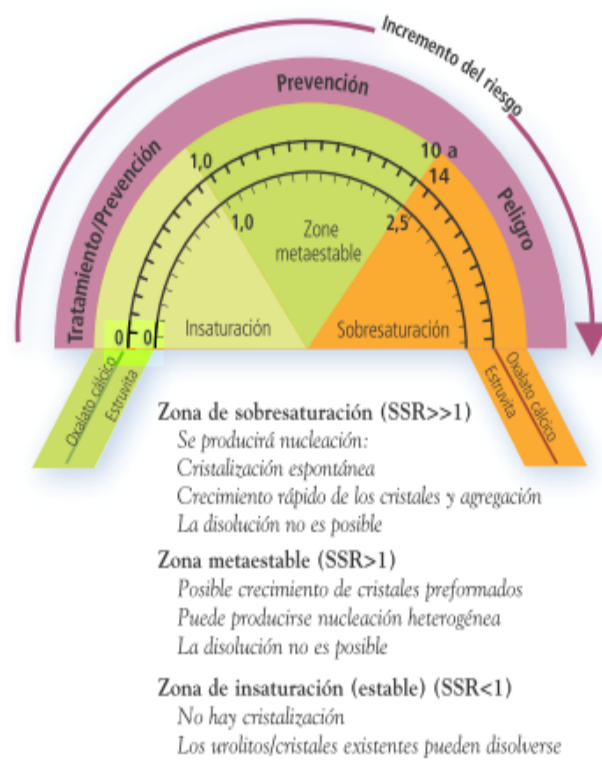 Incremento del riesgo
Prevención
Tratamiento/Prevención
Peligro
1,0
10 a
14
1,0
2,5
Zone
metaestable
0
0
Insaturación
Sobresaturación
Oxalato cálcico
Estruvita
Estruvita
Oxalato cálcico
Zona de sobresaturación (SSR>>1)
Se producirá nucleación:
Cristalización espontánea
Crecimiento rápido de los cristales y agregación
La disolución no es posible
Zona metaestable (SSR>1)
Posible crecimiento de cristales preformados
Puede producirse nucleación heterogénea
La disolución no es posible
Zona de insaturación (estable) (SSR<1)
No hay cristalización
Los urolitos/cristales existentes pueden disolverse